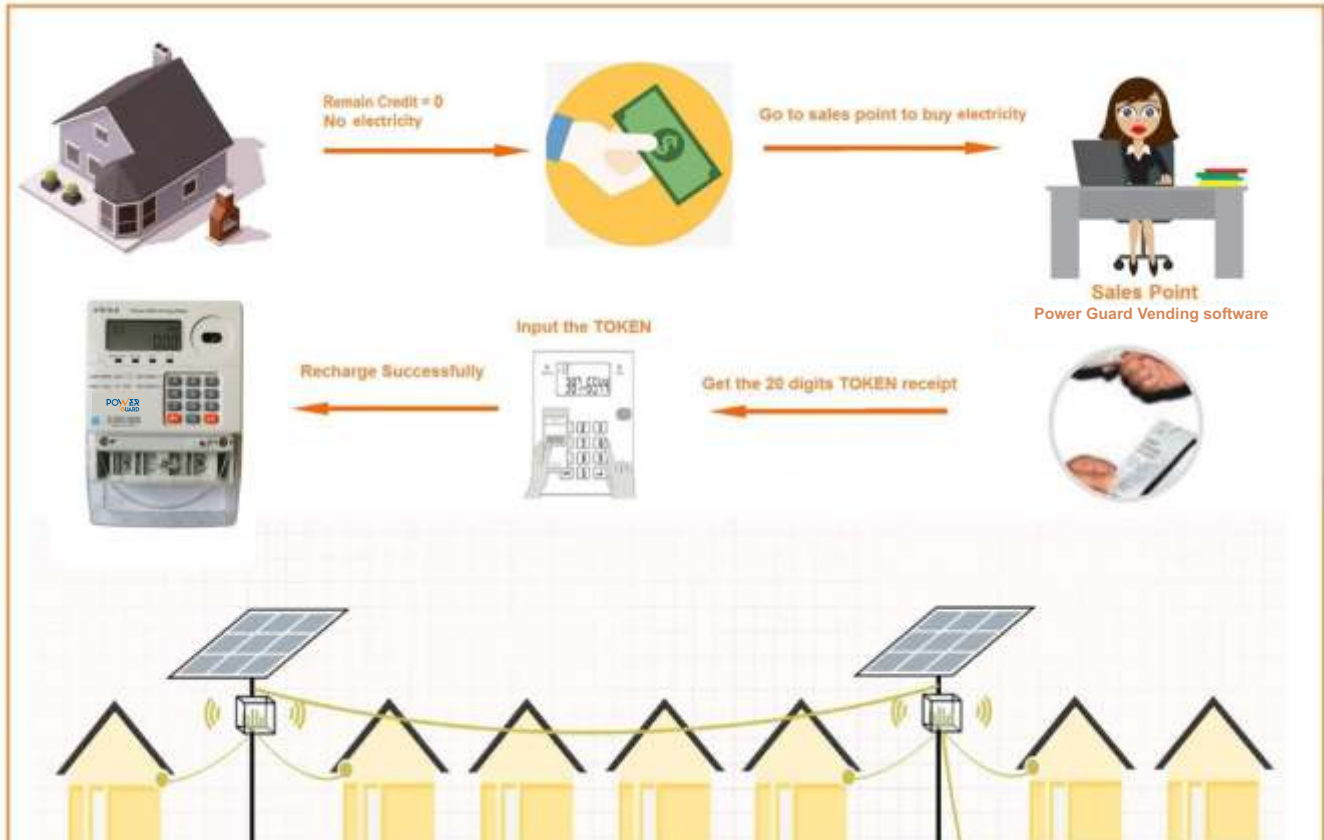 Remain Credit = 0
No electricity
Go to sales point to buy electricity
Sales Point
Power Guard Vending software
Input the TOKEN
Recharge Successfully
Get the 20 digits TOKEN receipt
POWER
GUARD